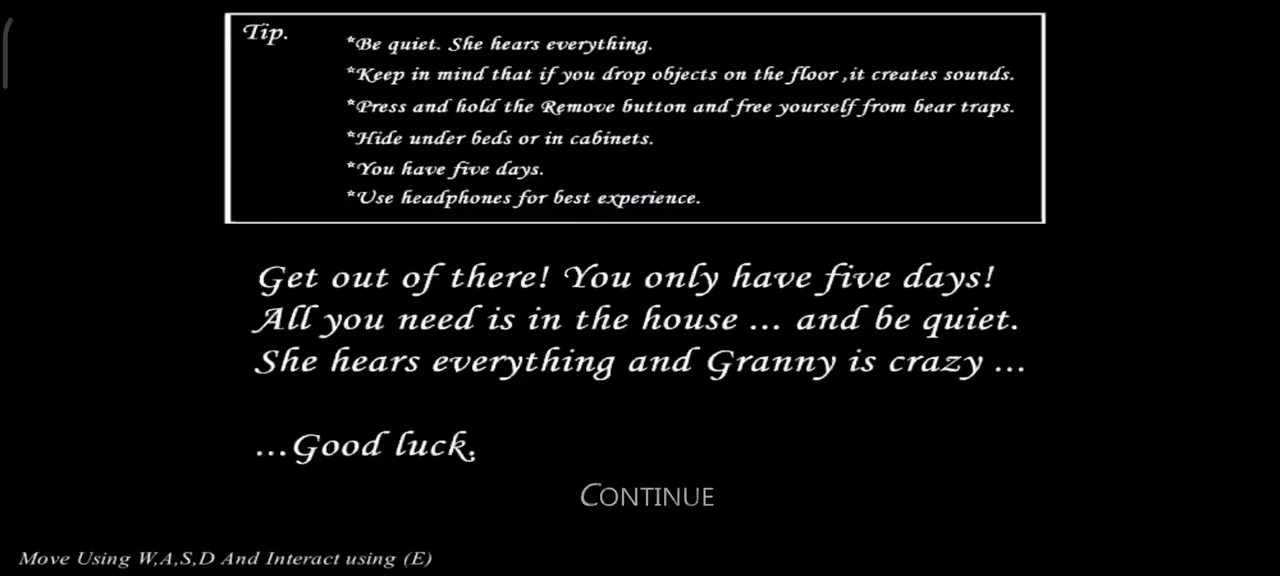 Tip.
*Be quiet. She hears everything.
*Keep in mind that if you drop objects on the floor ,it creates sounds.
*Press and hold the Remove button and free yourself from bear traps.
*Hide under beds or in cabinets.
*You have five days.
*Use headphones for best experience.
Get out of there! You only have five days!
All you need is in the house ... and be quiet.
She hears everything and Granny is crazy ...
...Good luck.
CONTINUE
Move Using W,A,S,D And Interact using (E)